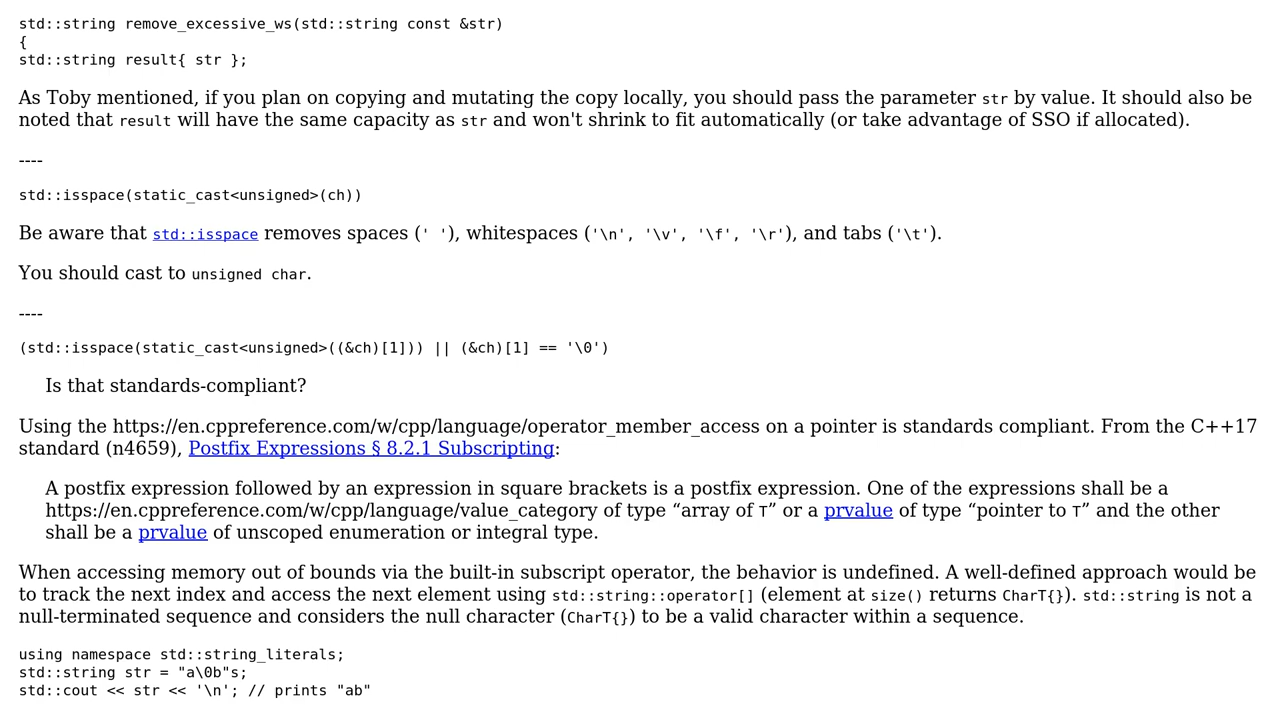 std::string remove_excessive_ws(std::string const &str)
{
std::string result{ str };
As Toby mentioned, if you plan on copying and mutating the copy locally, you should pass the parameter str by value. It should also be
noted that result will have the same capacity as str and won't shrink to fit automatically (or take advantage of SSO if allocated).
----
std::isspace(static_cast<unsigned>(ch))
Be aware that std::isspace removes spaces (' '), whitespaces ('\n', '\v', '\f', '\r'), and tabs ('\t').
You should cast to unsigned char.
----
(std::isspace(static_cast<unsigned>((&ch)[1])) || (&ch)[1] == '\0')
Is that standards-compliant?
Using the https://en.cppreference.com/w/cpp/language/operator_member_access on a pointer is standards compliant. From the C++17
standard (n4659), Postfix Expressions § 8.2.1 Subscripting:
A postfix expression followed by an expression in square brackets is a postfix expression. One of the expressions shall be a
https://en.cppreference.com/w/cpp/language/value_category of type “array of T” or a prvalue of type “pointer to T” and the other
shall be a prvalue of unscoped enumeration or integral type.
When accessing memory out of bounds via the built-in subscript operator, the behavior is undefined. A well-defined approach would be
to track the next index and access the next element using std::string::operator[] (element at size() returns CharT{}). std::string is not a
null-terminated sequence and considers the null character (CharT{}) to be a valid character within a sequence.
using namespace std::string_literals;
std::string str = "a\0b"s;
std::cout << str << '\n'; // prints "ab"